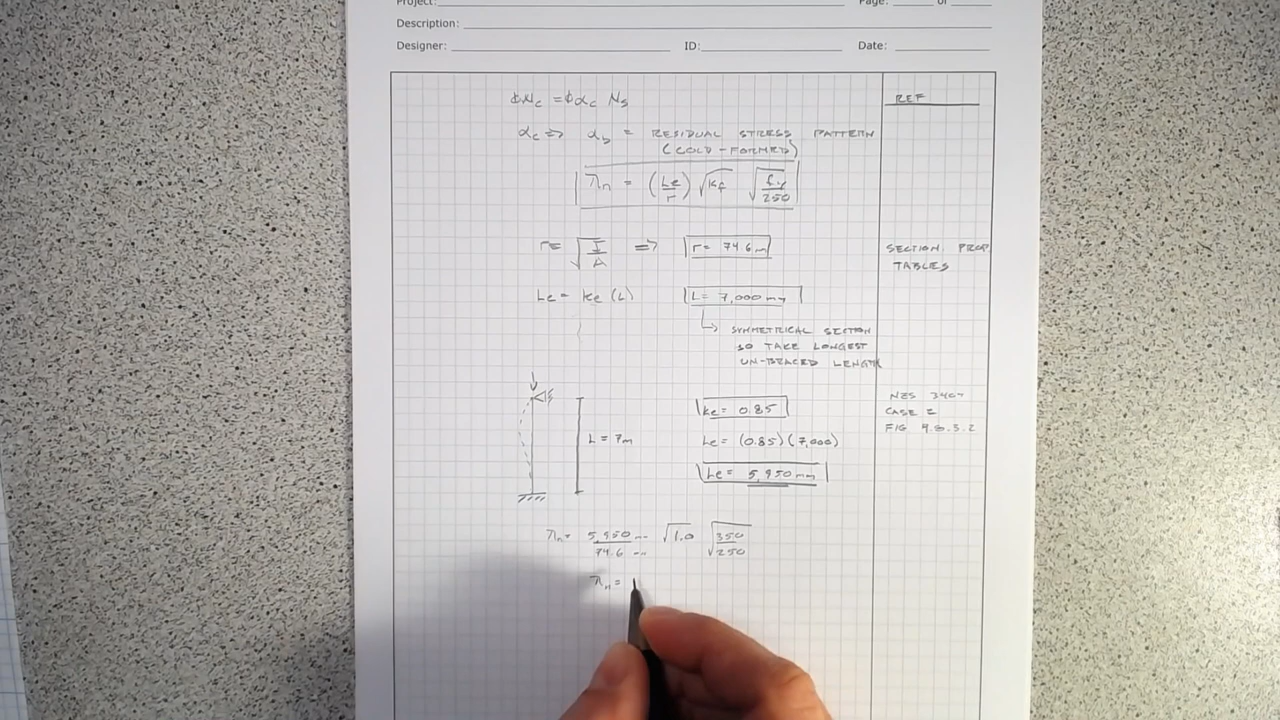 Project: Page: of
Description:
Designer: ID: Date:
REF
ΦNc = Φαc Ns
αc => αb = RESIDUAL STRESS PATTERN
(COLD-FORMED)
λn = (Le/r) √kf √fy/250
r = √I/A => r = 74.6 m
SECTION PROP
TABLES
Le = ke (L) L = 7,000 mm
SYMMETRICAL SECTION
SO TAKE LONGEST
UN-BRACED LENGTH
L = 7m
ke = 0.85
NZS 3404
CASE 2
FIG 4.8.3.2
Le = (0.85)(7,000)
Le = 5,950 mm
λn = 5,950 mm/74.6 mm √1.0 √350/250
λn =